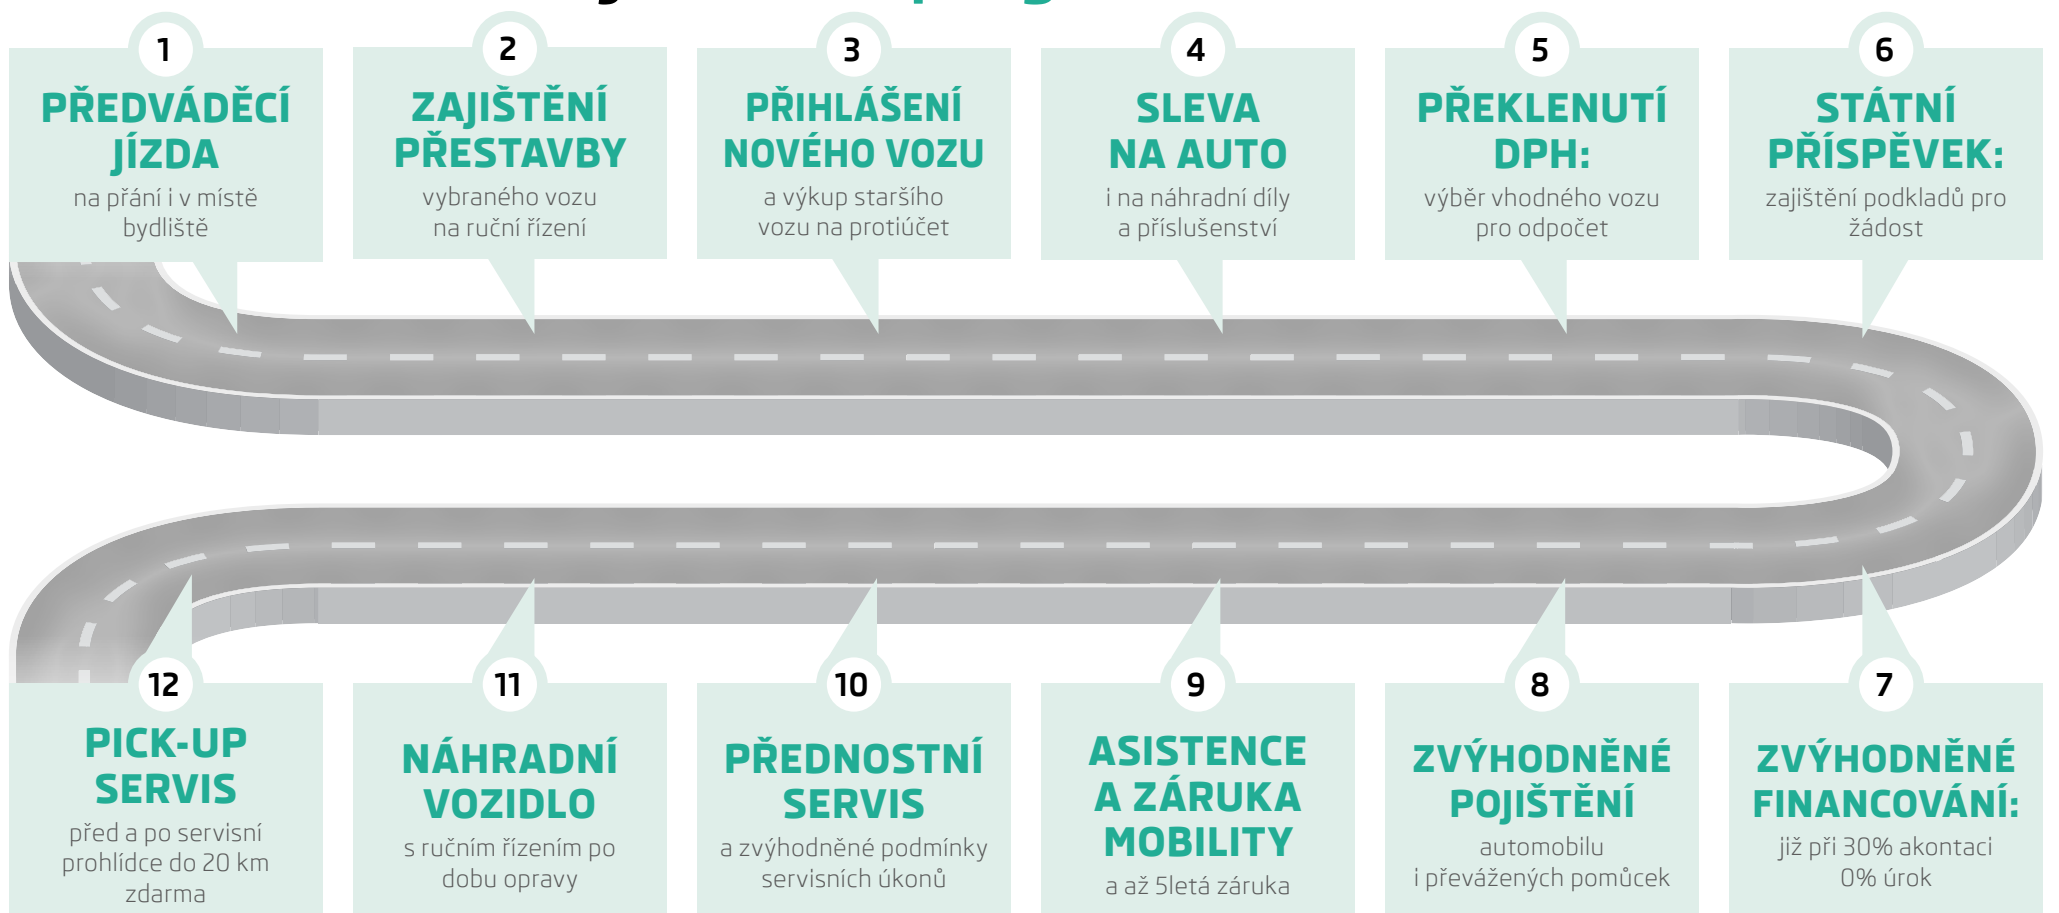 1
PŘEDVÁDĚCÍ
JÍZDA
na přání i v místě
bydliště
2
ZAJIŠTĚNÍ
PŘESTAVBY
vybraného vozu
na ruční řízení
3
PŘIHLÁŠENÍ
NOVÉHO VOZU
a výkup staršího
vozu na protiúčet
4
SLEVA
NA AUTO
i na náhradní díly
a příslušenství
5
PŘEKLENUTÍ
DPH:
výběr vhodného vozu
pro odpočet
6
STÁTNÍ
PŘÍSPĚVEK:
zajištění podkladů pro
žádost
12
PICK-UP
SERVIS
před a po servisní
prohlídce do 20 km
zdarma
11
NÁHRADNÍ
VOZIDLO
s ručním řízením po
dobu opravy
10
PŘEDNOSTNÍ
SERVIS
a zvýhodněné podmínky
servisních úkonů
9
ASISTENCE
A ZÁRUKA
MOBILITY
a až 5letá záruka
8
ZVÝHODNĚNÉ
POJIŠTĚNÍ
automobilu
i převážených pomůcek
7
ZVÝHODNĚNÉ
FINANCOVÁNÍ:
již při 30% akontaci
0% úrok